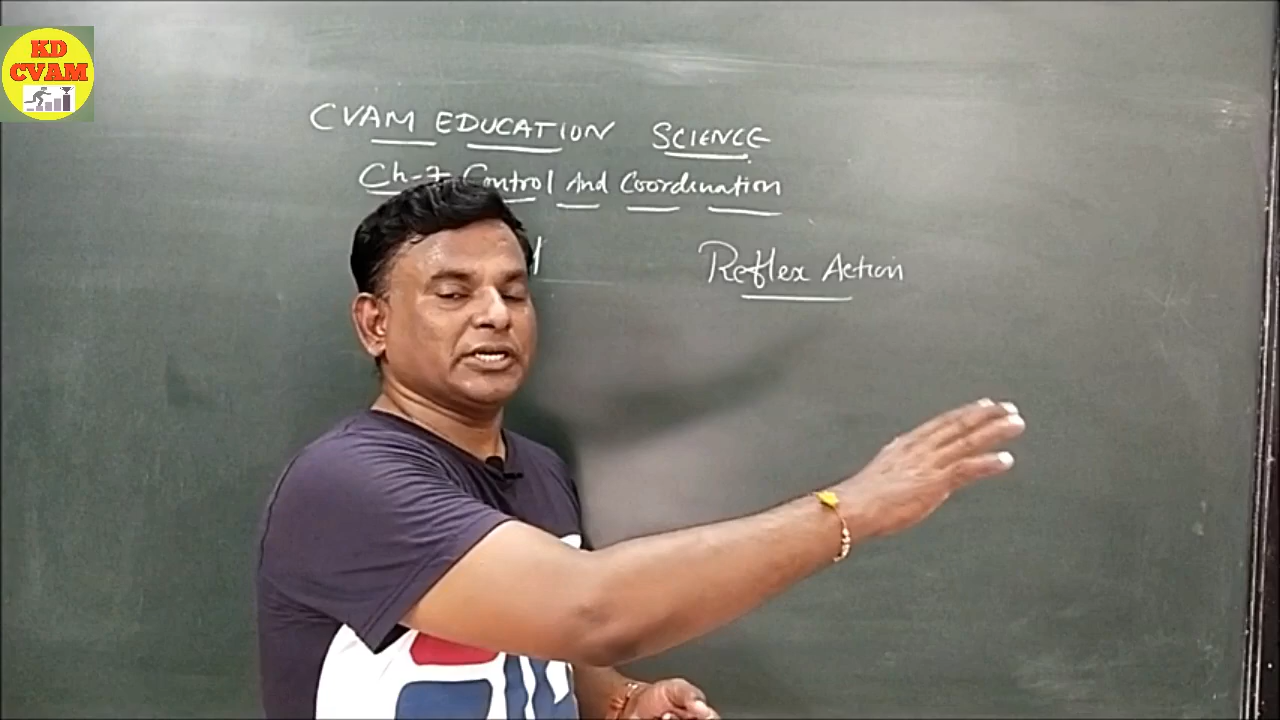 KD
CVAM
CVAM EDUCATION SCIENCE
Ch-7 Control And Coordination
Reflex Action